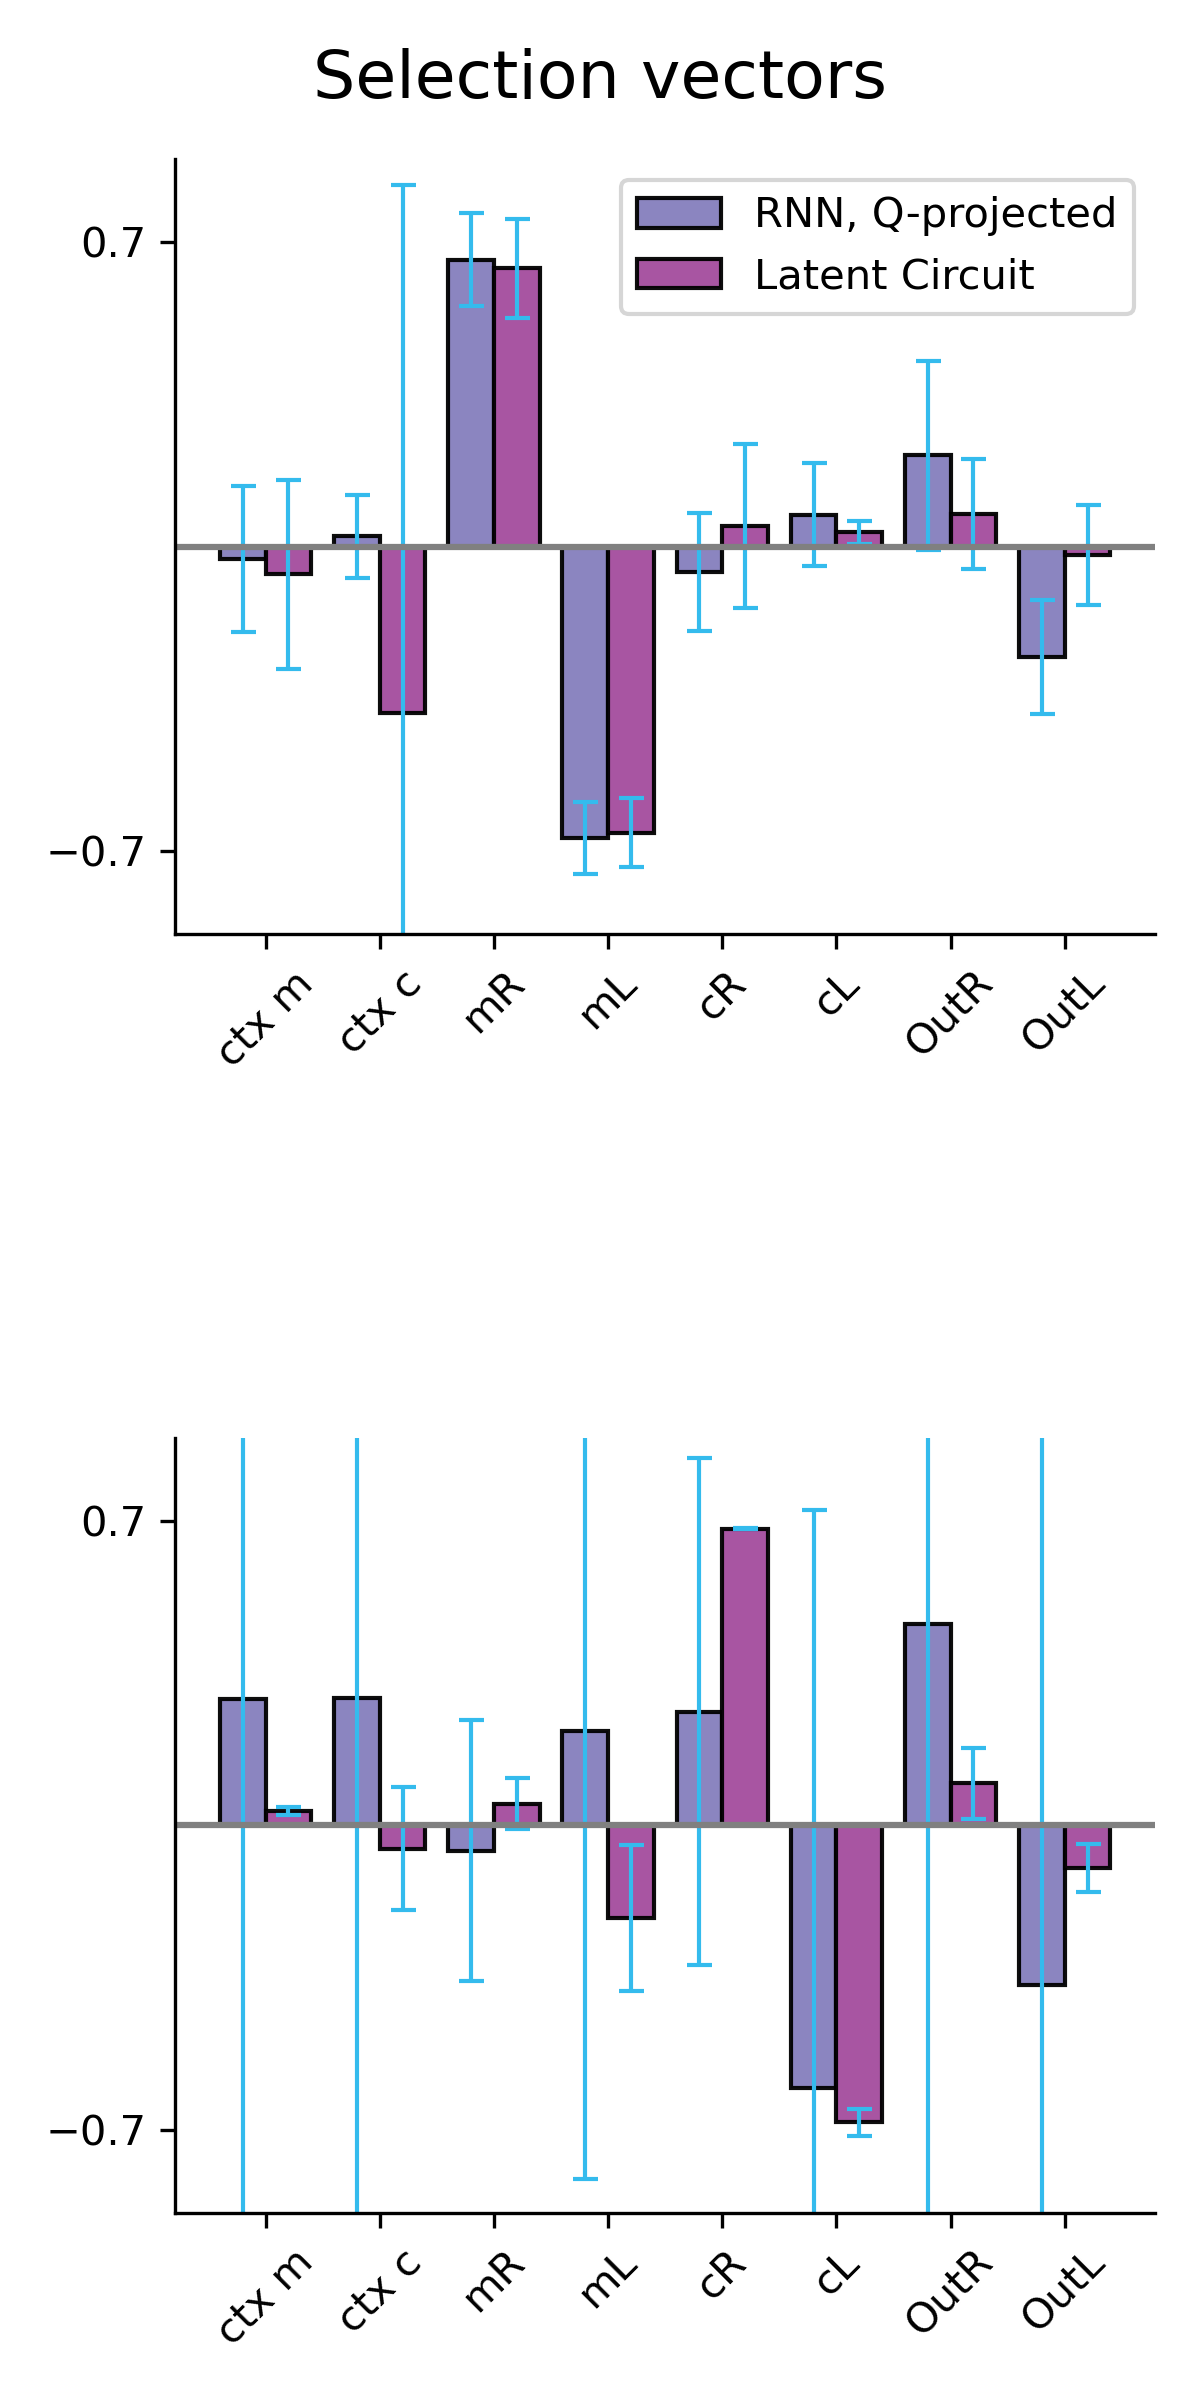 Selection vectors
RNN, Q-projected
Latent Circuit
0.7
−0.7
ctx m
ctx c
mR
mL
cR
cL
OutR
OutL
0.7
−0.7
ctx m
ctx c
mR
mL
cR
cL
OutR
OutL